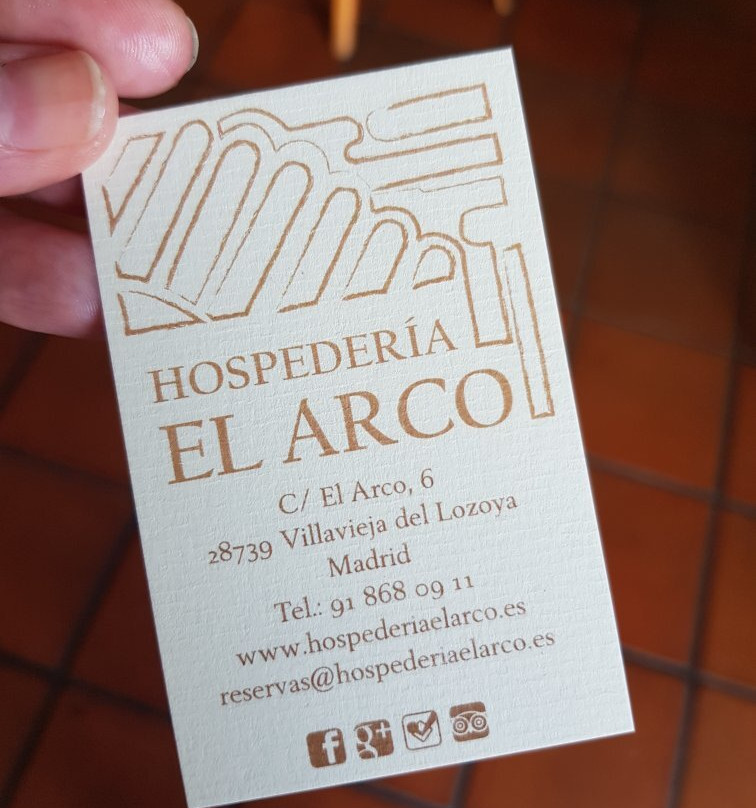 HOSPEDERÍA
EL ARCO
C/ El Arco, 6
28739 Villavieja del Lozoya
Madrid
Tel.: 91 868 09 11
www.hospederiaelarco.es
reservas@hospederiaelarco.es
f g+